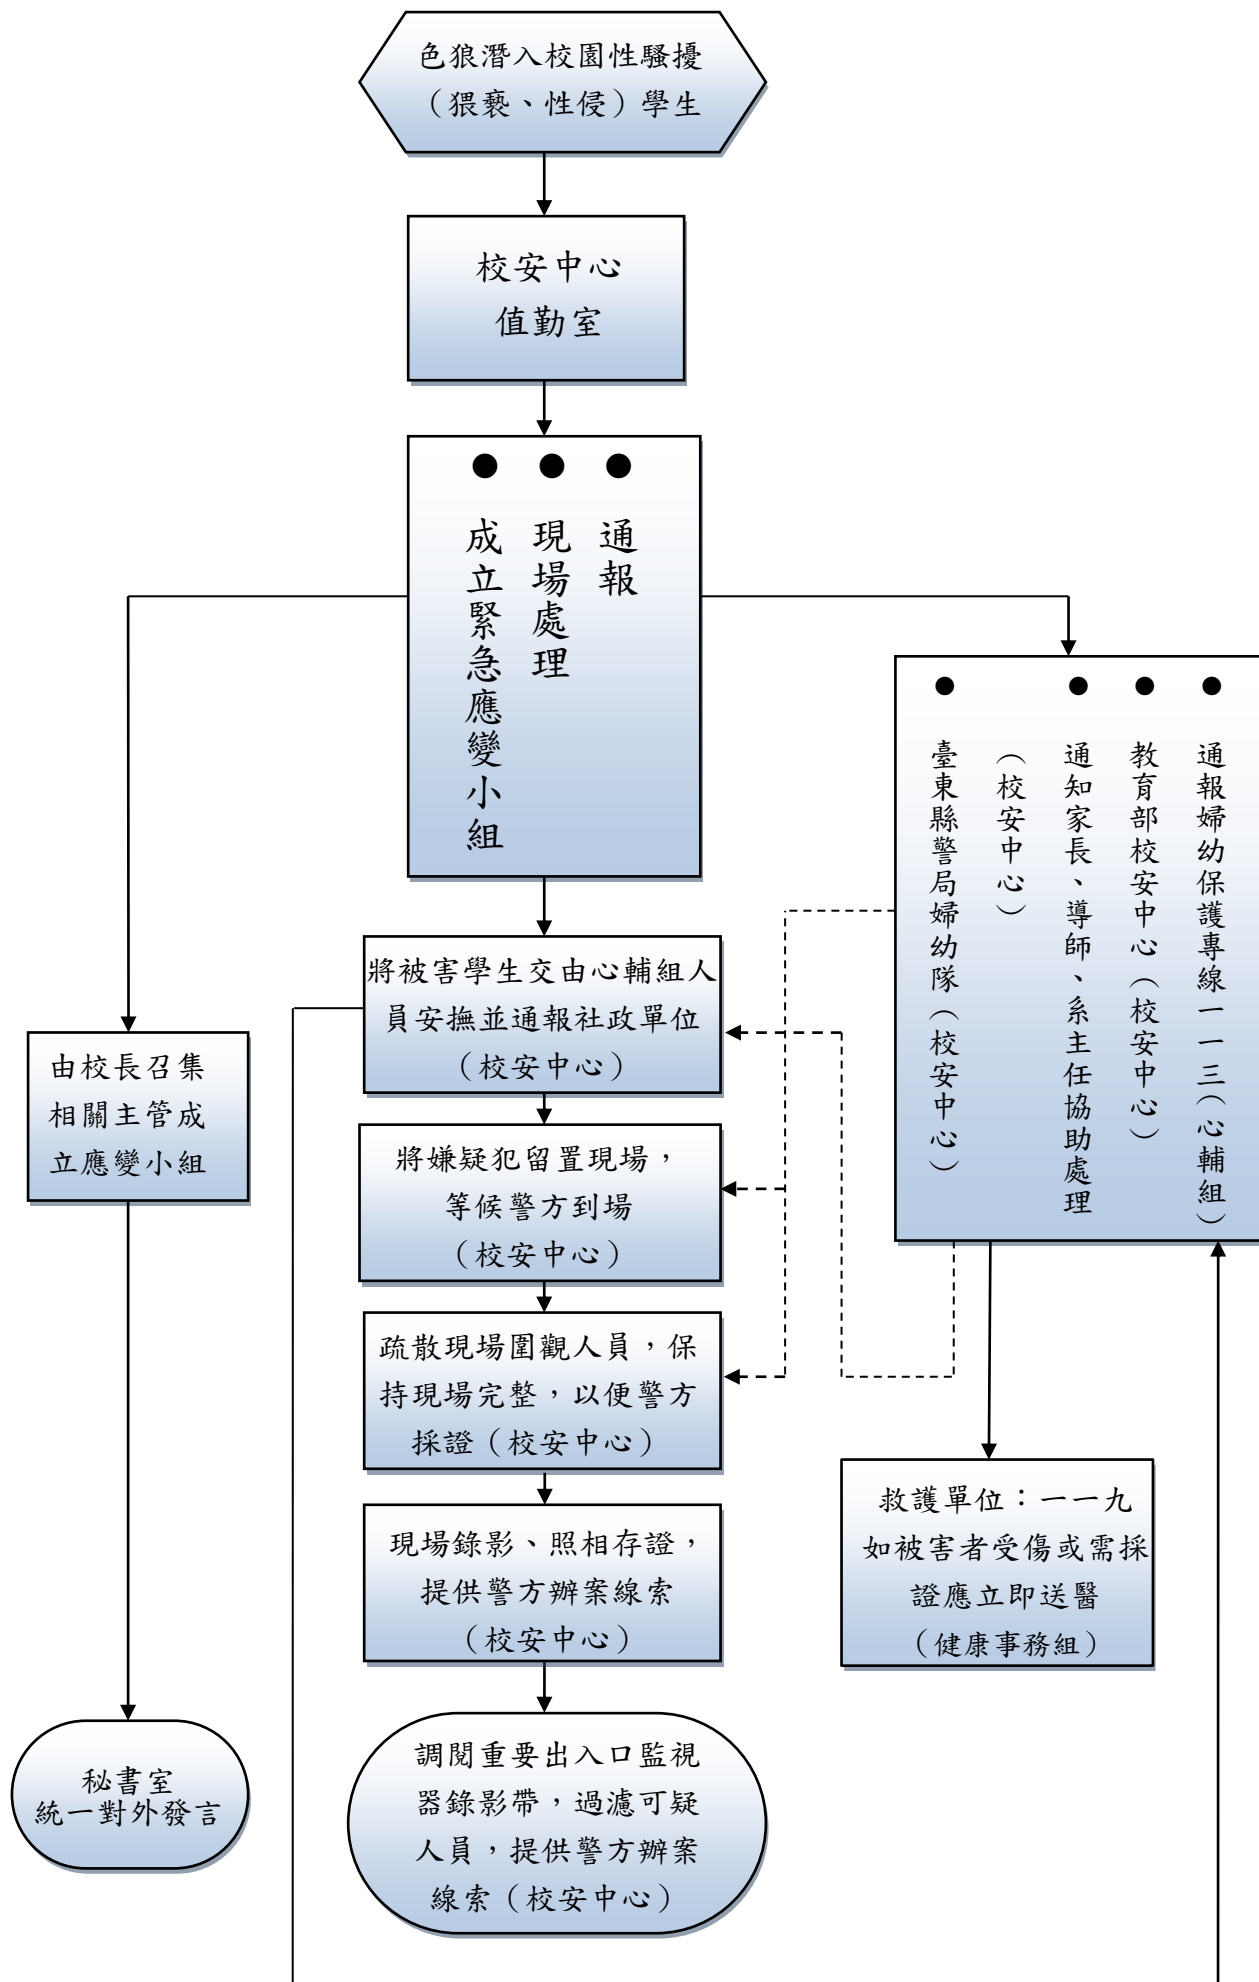 色狼潛入校園性騷擾
（猥褻、性侵）學生
校安中心
值勤室
● 通報
● 現場處理
● 成立緊急應變小組
● 通報婦幼保護專線一一三（心輔組）
● 教育部校安中心（校安中心）
● 通知家長、導師、系主任協助處理
（校安中心）
● 臺東縣警局婦幼隊（校安中心）
將被害學生交由心輔組人
員安撫並通報社政單位
（校安中心）
由校長召集
相關主管成
立應變小組
將嫌疑犯留置現場，
等候警方到場
（校安中心）
疏散現場圍觀人員，保
持現場完整，以便警方
採證（校安中心）
救護單位：一一九
如被害者受傷或需採
證應立即送醫
（健康事務組）
現場錄影、照相存證，
提供警方辦案線索
（校安中心）
秘書室
統一對外發言
調閱重要出入口監視
器錄影帶，過濾可疑
人員，提供警方辦案
線索（校安中心）